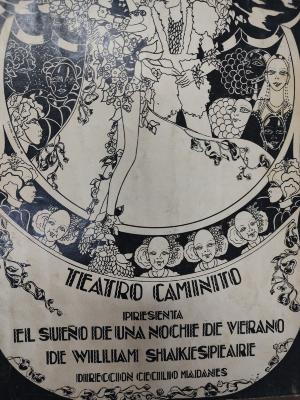 TEATRO CAMINITO
PRESENTA
EL SUEÑO DE UNA NOCHE DE VERANO
DE WILLIAM SHAKESPEARE
DIRECCION CECILIO MADANES